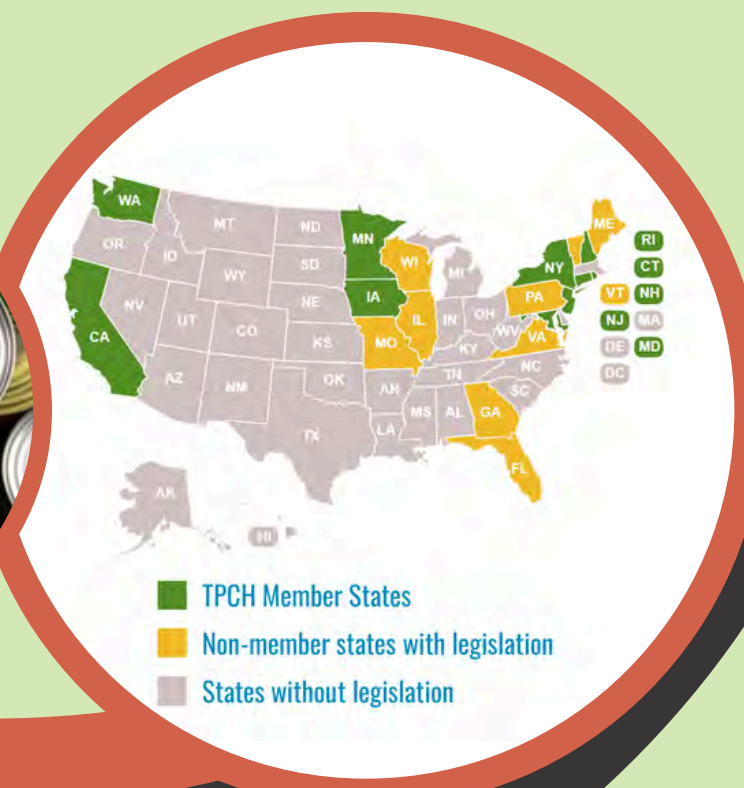 WA
MT
ND
MN
OR
ID
SD
WI
MI
NY
ME
RI
CT
VT NH
NJ MA
DE MD
DC
WY
NE
IA
PA
NV
UT
CO
KS
MO
IL
IN
OH
WV
VA
KY
CA
AZ
NM
OK
TN
NC
SC
TX
LA
MS
AL
GA
FL
AK
HI
TPCH Member States
Non-member states with legislation
States without legislation